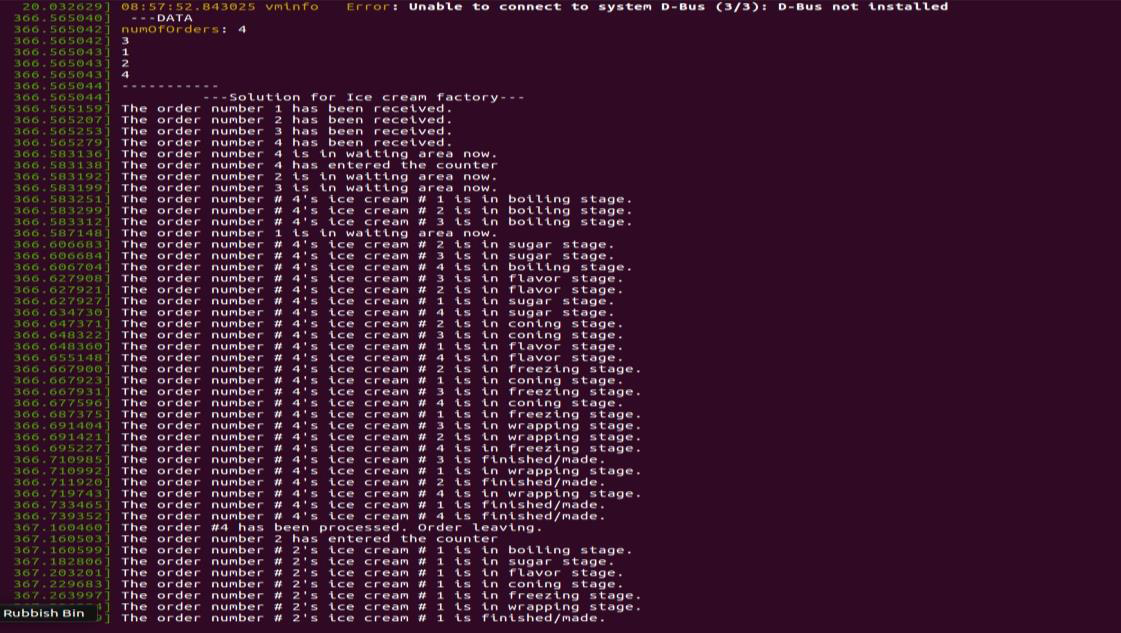 20.032629] 08:57:52.843025 vminfo   Error: Unable to connect to system D-Bus (3/3): D-Bus not installed
366.565040]  ---DATA
366.565042] numOfOrders: 4
366.565042] 3
366.565043] 1
366.565043] 2
366.565043] 4
366.565044] -----------
366.565044]         ---Solution for Ice cream factory---
366.565159] The order number 1 has been received.
366.565207] The order number 2 has been received.
366.565253] The order number 3 has been received.
366.565279] The order number 4 has been received.
366.583136] The order number 4 is in waiting area now.
366.583138] The order number 4 has entered the counter
366.583192] The order number 2 is in waiting area now.
366.583199] The order number 3 is in waiting area now.
366.583251] The order number # 4's ice cream # 1 is in boiling stage.
366.583299] The order number # 4's ice cream # 2 is in boiling stage.
366.583312] The order number # 4's ice cream # 3 is in boiling stage.
366.587148] The order number 1 is in waiting area now.
366.606683] The order number # 4's ice cream # 2 is in sugar stage.
366.606684] The order number # 4's ice cream # 3 is in sugar stage.
366.606704] The order number # 4's ice cream # 4 is in boiling stage.
366.627908] The order number # 4's ice cream # 3 is in flavor stage.
366.627921] The order number # 4's ice cream # 2 is in flavor stage.
366.627927] The order number # 4's ice cream # 1 is in sugar stage.
366.634730] The order number # 4's ice cream # 4 is in sugar stage.
366.647371] The order number # 4's ice cream # 2 is in coning stage.
366.648322] The order number # 4's ice cream # 3 is in coning stage.
366.648360] The order number # 4's ice cream # 1 is in flavor stage.
366.655148] The order number # 4's ice cream # 4 is in flavor stage.
366.667900] The order number # 4's ice cream # 2 is in freezing stage.
366.667923] The order number # 4's ice cream # 1 is in coning stage.
366.667931] The order number # 4's ice cream # 3 is in freezing stage.
366.677596] The order number # 4's ice cream # 4 is in coning stage.
366.687375] The order number # 4's ice cream # 1 is in freezing stage.
366.691404] The order number # 4's ice cream # 3 is in wrapping stage.
366.691421] The order number # 4's ice cream # 2 is in wrapping stage.
366.695227] The order number # 4's ice cream # 4 is in freezing stage.
366.710985] The order number # 4's ice cream # 3 is finished/made.
366.710992] The order number # 4's ice cream # 1 is in wrapping stage.
366.711920] The order number # 4's ice cream # 2 is finished/made.
366.719743] The order number # 4's ice cream # 4 is in wrapping stage.
366.733465] The order number # 4's ice cream # 1 is finished/made.
366.739352] The order number # 4's ice cream # 4 is finished/made.
367.160460] The order #4 has been processed. Order leaving.
367.160503] The order number 2 has entered the counter
367.160599] The order number # 2's ice cream # 1 is in boiling stage.
367.182806] The order number # 2's ice cream # 1 is in sugar stage.
367.203201] The order number # 2's ice cream # 1 is in flavor stage.
367.229683] The order number # 2's ice cream # 1 is in coning stage.
367.263997] The order number # 2's ice cream # 1 is in freezing stage.
The order number # 2's ice cream # 1 is in wrapping stage.
Rubbish Bin
The order number # 2's ice cream # 1 is finished/made.